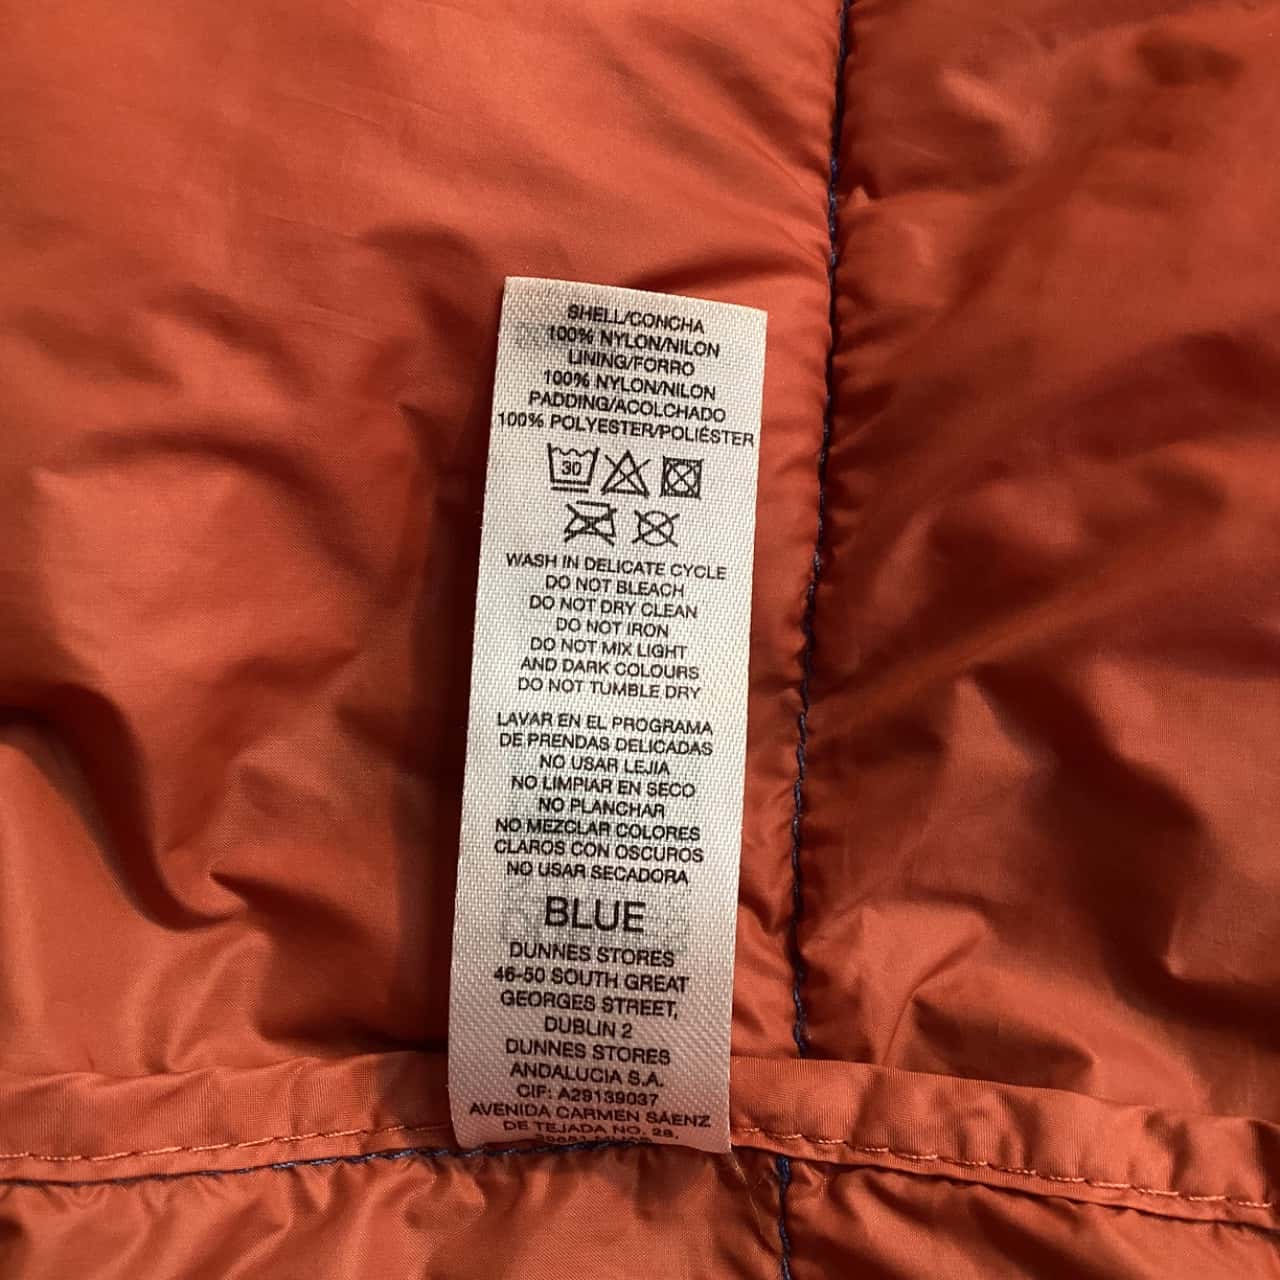 SHELL/CONCHA
100% NYLON/NILON
LINING/FORRO
100% NYLON/NILON
PADDING/ACOLCHADO
100% POLYESTER/POLIÉSTER
30
WASH IN DELICATE CYCLE
DO NOT BLEACH
DO NOT DRY CLEAN
DO NOT IRON
DO NOT MIX LIGHT
AND DARK COLOURS
DO NOT TUMBLE DRY
LAVAR EN EL PROGRAMA
DE PRENDAS DELICADAS
NO USAR LEJIA
NO LIMPIAR EN SECO
NO PLANCHAR
NO MEZCLAR COLORES
CLAROS CON OSCUROS
NO USAR SECADORA
BLUE
DUNNES STORES
46-50 SOUTH GREAT
GEORGES STREET,
DUBLIN 2
DUNNES STORES
ANDALUCIA S.A.
CIF: A29139037
AVENIDA CARMEN SÁENZ
DE TEJADA NO. 28,